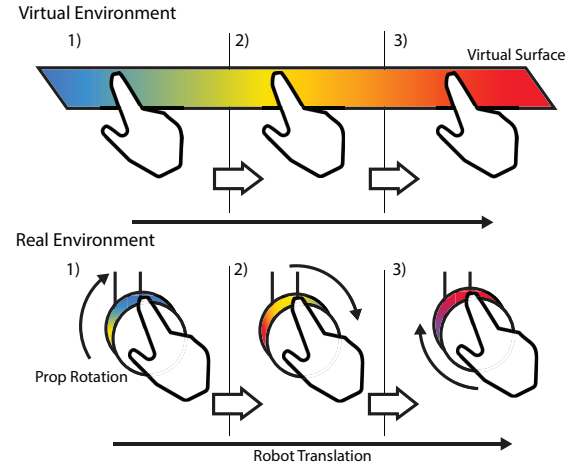 Virtual Environment
1)
2)
3)
Virtual Surface
Real Environment
1)
2)
3)
Prop Rotation
Robot Translation